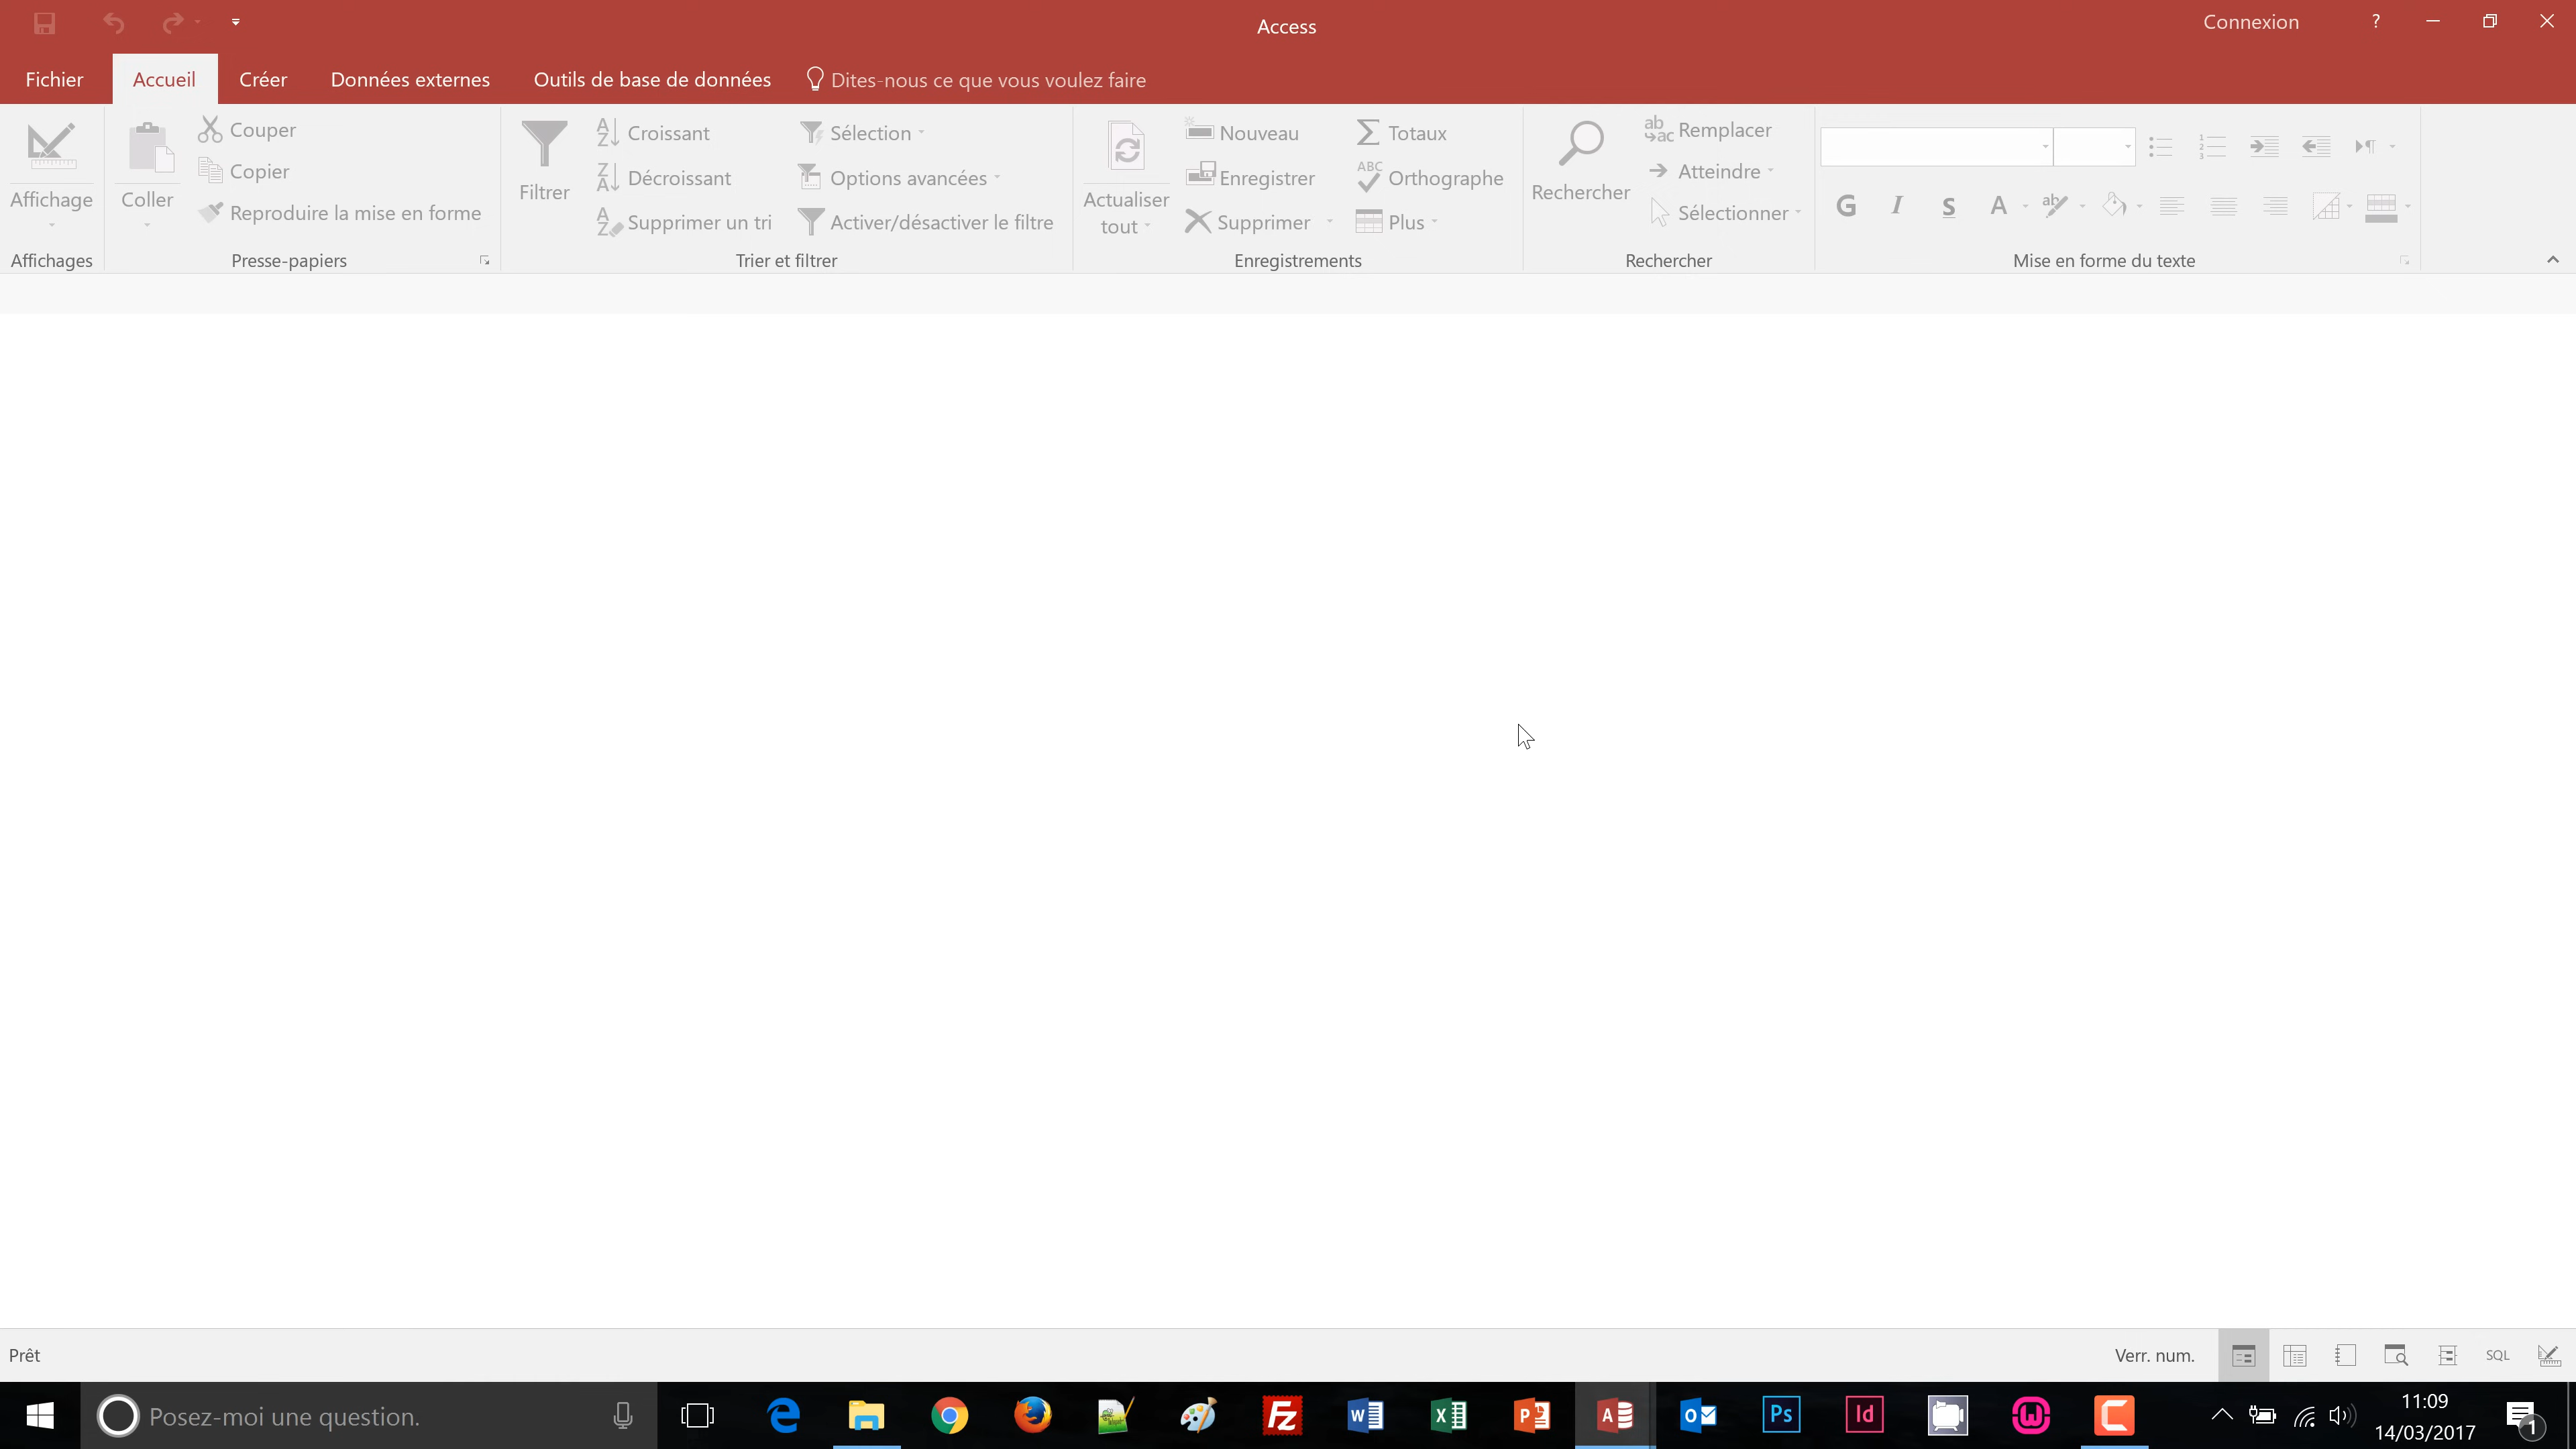 Access
Connexion
?
Fichier
Accueil
Créer
Données externes
Outils de base de données
Dites-nous ce que vous voulez faire
Affichage
Affichages
Coller
Couper
Copier
Reproduire la mise en forme
Presse-papiers
Filtrer
Croissant
Décroissant
Supprimer un tri
Sélection
Options avancées
Activer/désactiver le filtre
Trier et filtrer
Actualiser
tout
Nouveau
Enregistrer
Supprimer
Totaux
Orthographe
Plus
Enregistrements
Rechercher
Remplacer
Atteindre
Sélectionner
Rechercher
G I S A
Mise en forme du texte
Prêt
Verr. num.
SQL
Posez-moi une question.
11:09
14/03/2017
1